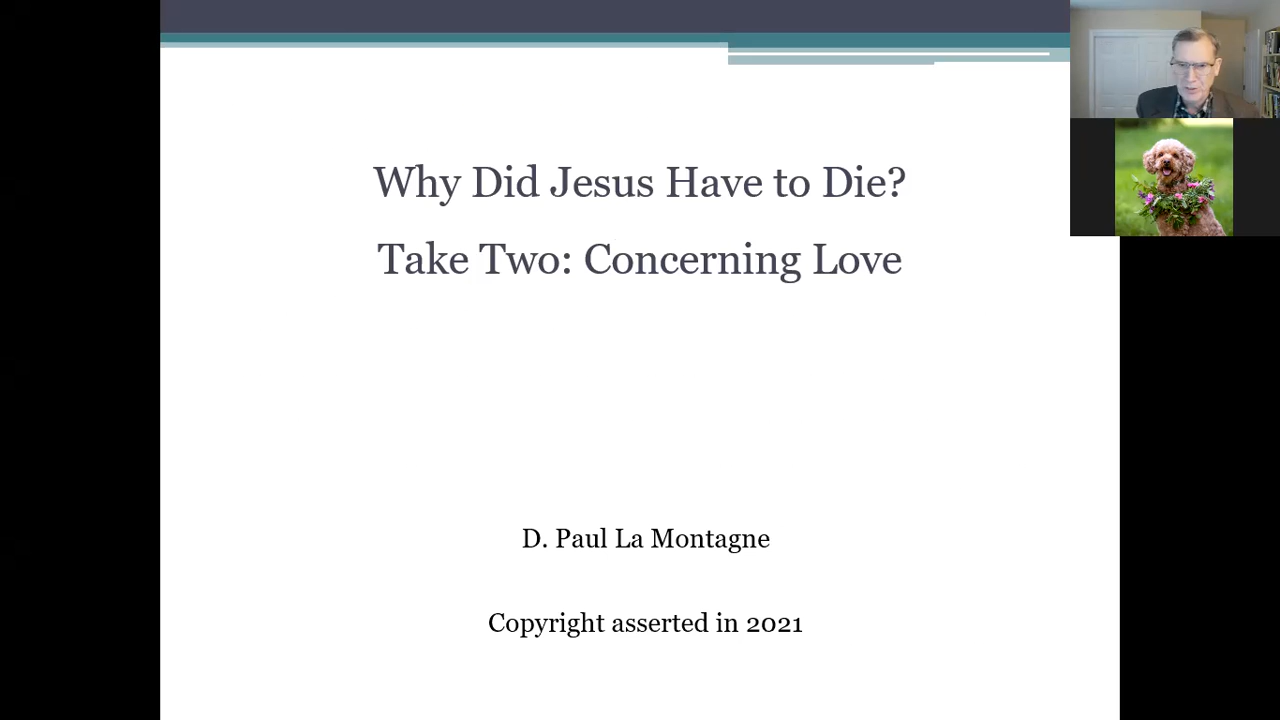 Why Did Jesus Have to Die?
Take Two: Concerning Love
D. Paul La Montagne
Copyright asserted in 2021